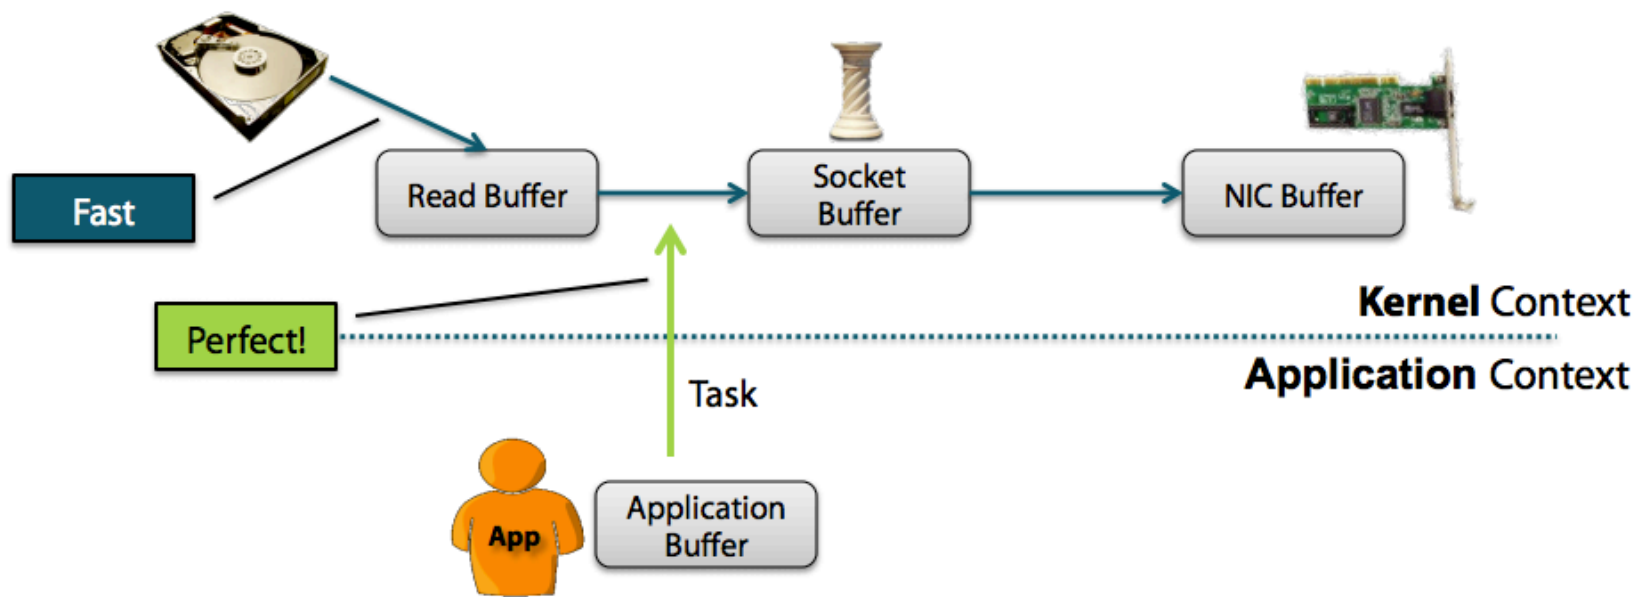 Fast
Read Buffer
Socket
Buffer
NIC Buffer
Perfect!
Kernel Context
Application Context
Task
App
Application
Buffer